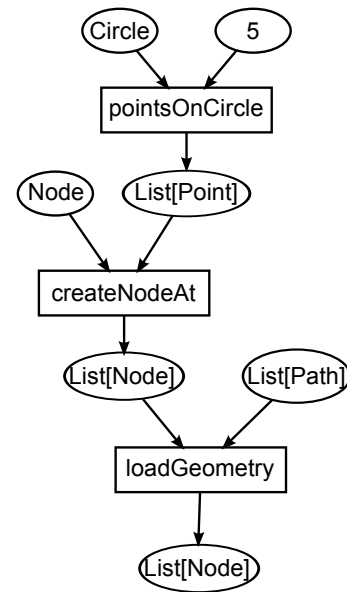 Circle
5
pointsOnCircle
Node
List[Point]
createNodeAt
List[Node]
List[Path]
loadGeometry
List[Node]